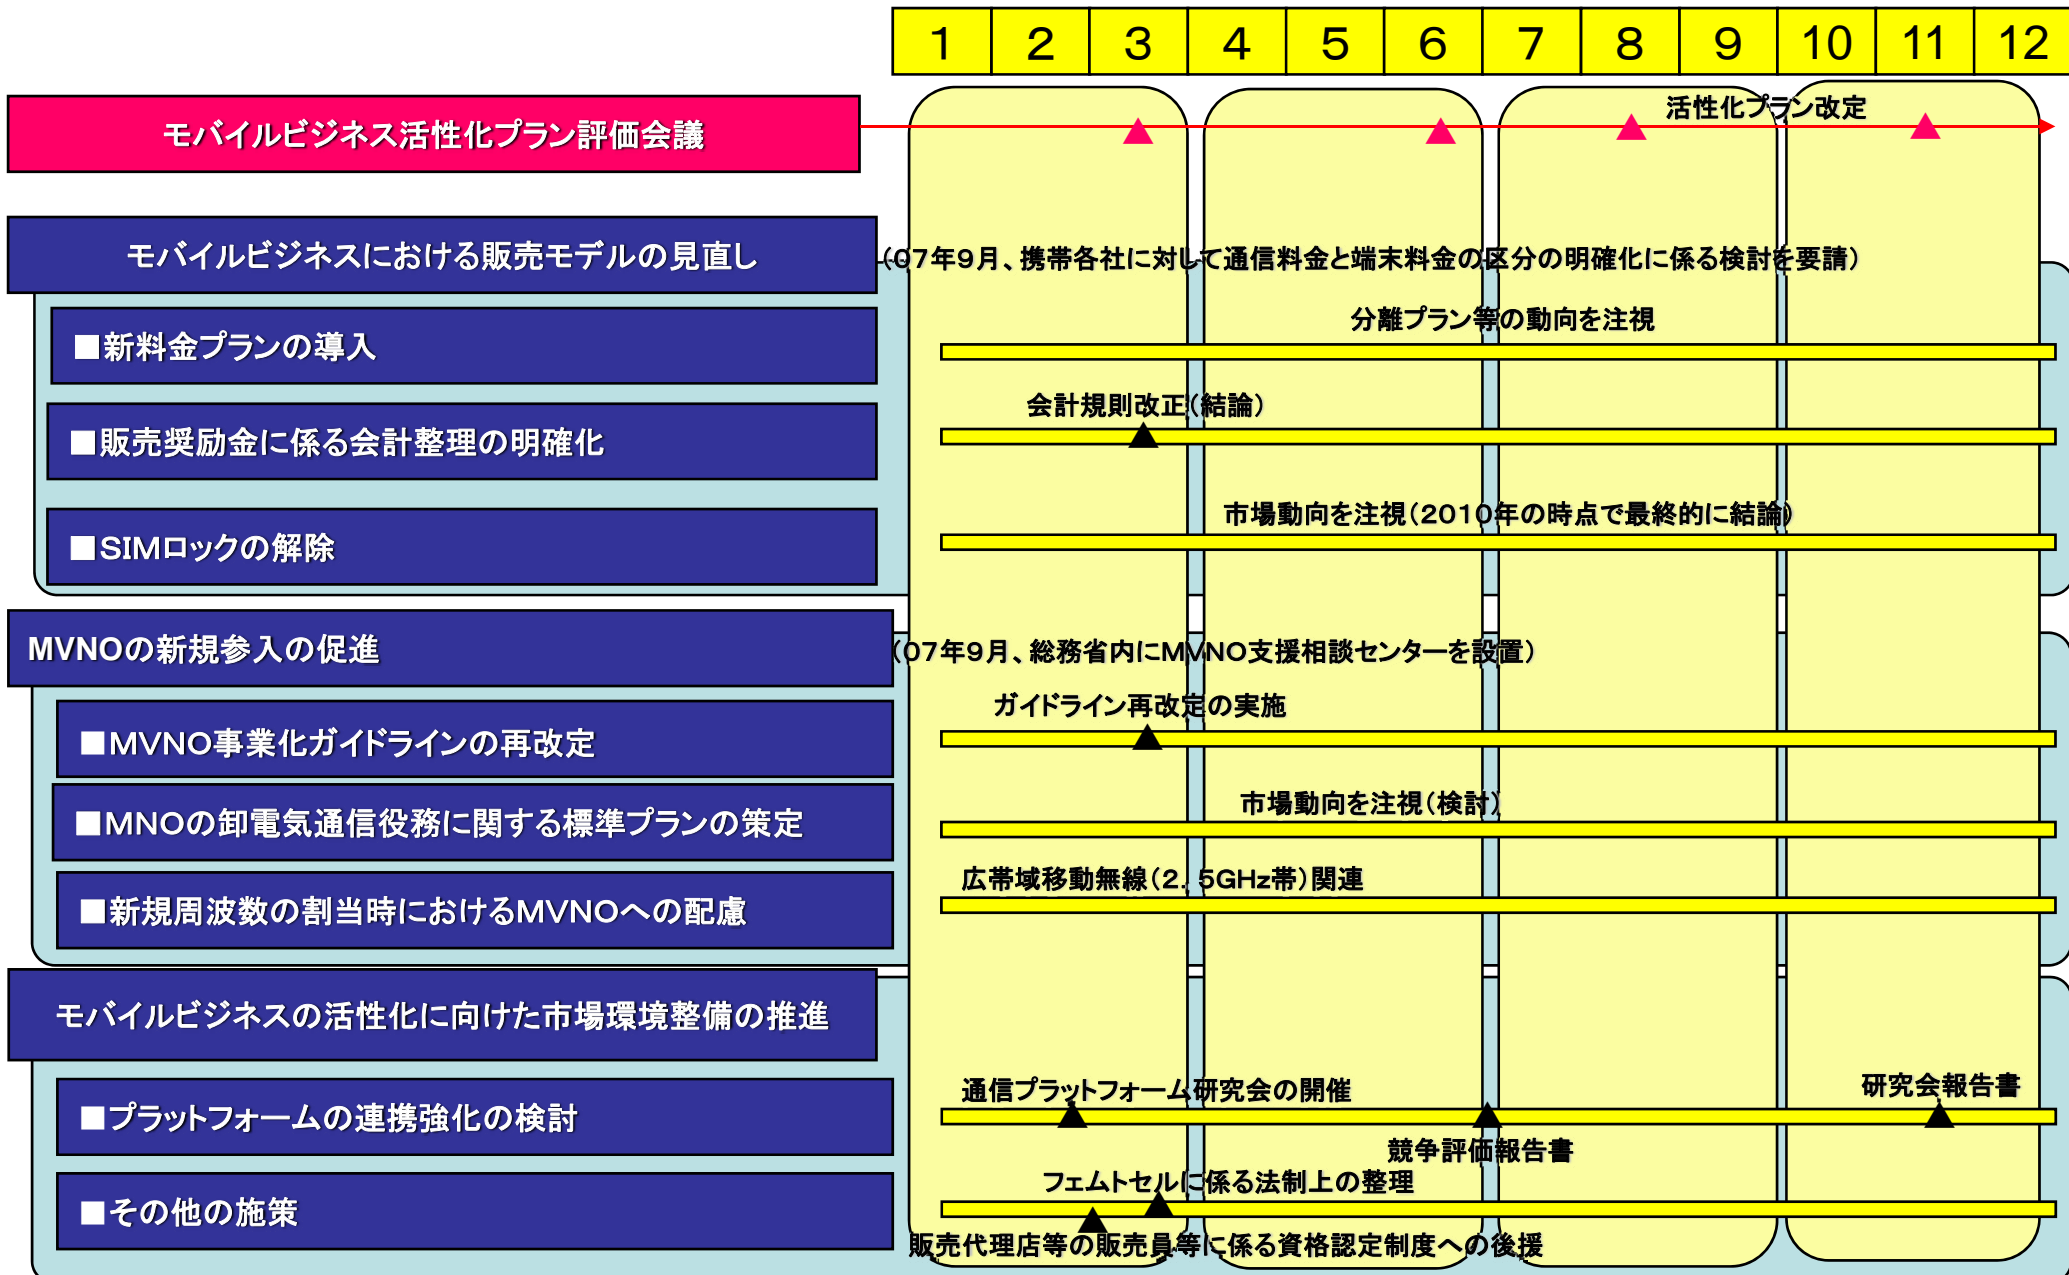 1 2 3 4 5 6 7 8 9 10 11 12
モバイルビジネス活性化プラン評価会議
活性化プラン改定
モバイルビジネスにおける販売モデルの見直し
（07年9月、携帯各社に対して通信料金と端末料金の区分の明確化に係る検討を要請）
■新料金プランの導入
分離プラン等の動向を注視
■販売奨励金に係る会計整理の明確化
会計規則改正（結論）
■SIMロックの解除
市場動向を注視（2010年の時点で最終的に結論）
MVNOの新規参入の促進
（07年9月、総務省内にMVNO支援相談センターを設置）
■MVNO事業化ガイドラインの再改定
ガイドライン再改定の実施
■MNOの卸電気通信役務に関する標準プランの策定
市場動向を注視（検討）
■新規周波数の割当時におけるMVNOへの配慮
広帯域移動無線（2．5GHz帯）関連
モバイルビジネスの活性化に向けた市場環境整備の推進
■プラットフォームの連携強化の検討
通信プラットフォーム研究会の開催
研究会報告書
競争評価報告書
■その他の施策
フェムトセルに係る法制上の整理
販売代理店等の販売員等に係る資格認定制度への後援